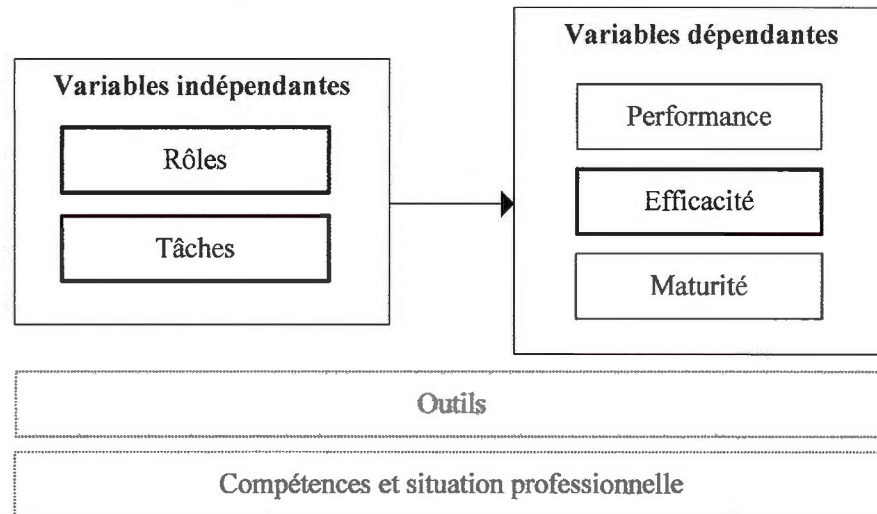 Variables indépendantes
Rôles
Tâches
Variables dépendantes
Performance
Efficacité
Maturité
Outils
Compétences et situation professionnelle